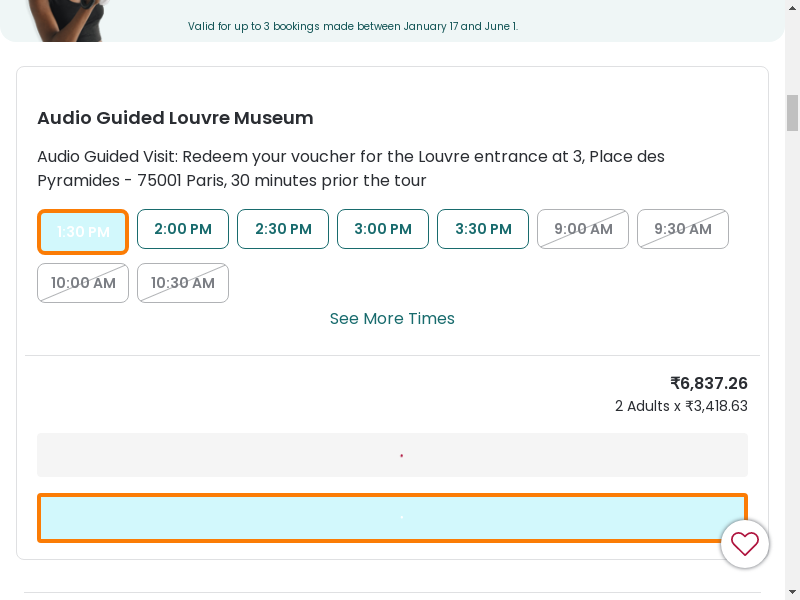 Valid for up to 3 bookings made between January 17 and June 1.
Audio Guided Louvre Museum
Audio Guided Visit: Redeem your voucher for the Louvre entrance at 3, Place des
Pyramides - 75001 Paris, 30 minutes prior the tour
1:30 PM 2:00 PM 2:30 PM 3:00 PM 3:30 PM 9:00 AM 9:30 AM
10:00 AM 10:30 AM
See More Times
₹6,837.26
2 Adults x ₹3,418.63